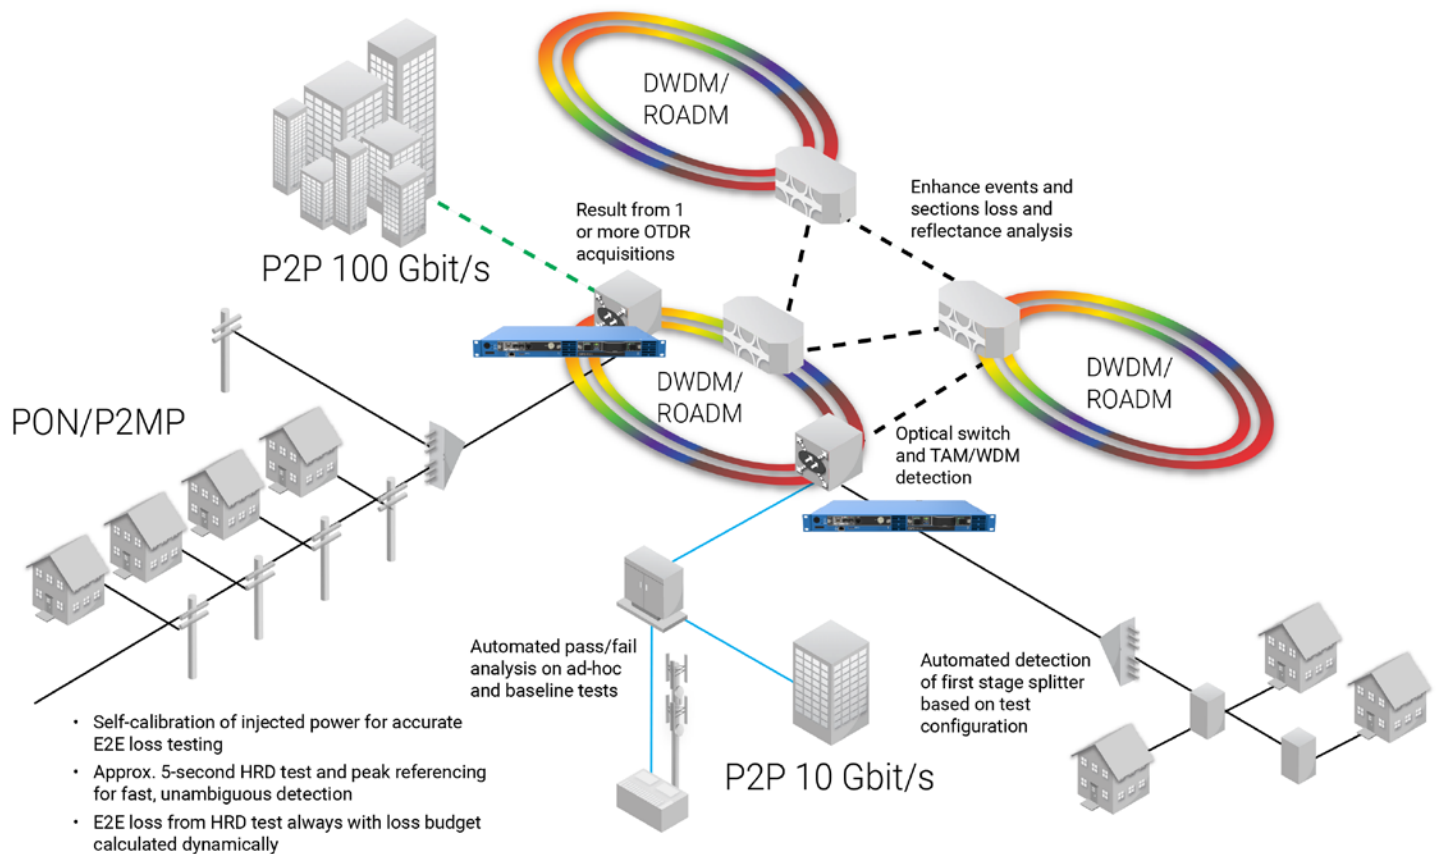 DWDM/
ROADM
Result from 1
or more OTDR
acquisitions
Enhance events and
sections loss and
reflectance analysis
P2P 100 Gbit/s
DWDM/
ROADM
DWDM/
ROADM
PON/P2MP
Optical switch
and TAM/WDM
detection
Automated pass/fail
analysis on ad-hoc
and baseline tests
Automated detection
of first stage splitter
based on test
configuration
P2P 10 Gbit/s
• Self-calibration of injected power for accurate
E2E loss testing
• Approx. 5-second HRD test and peak referencing
for fast, unambiguous detection
• E2E loss from HRD test always with loss budget
calculated dynamically